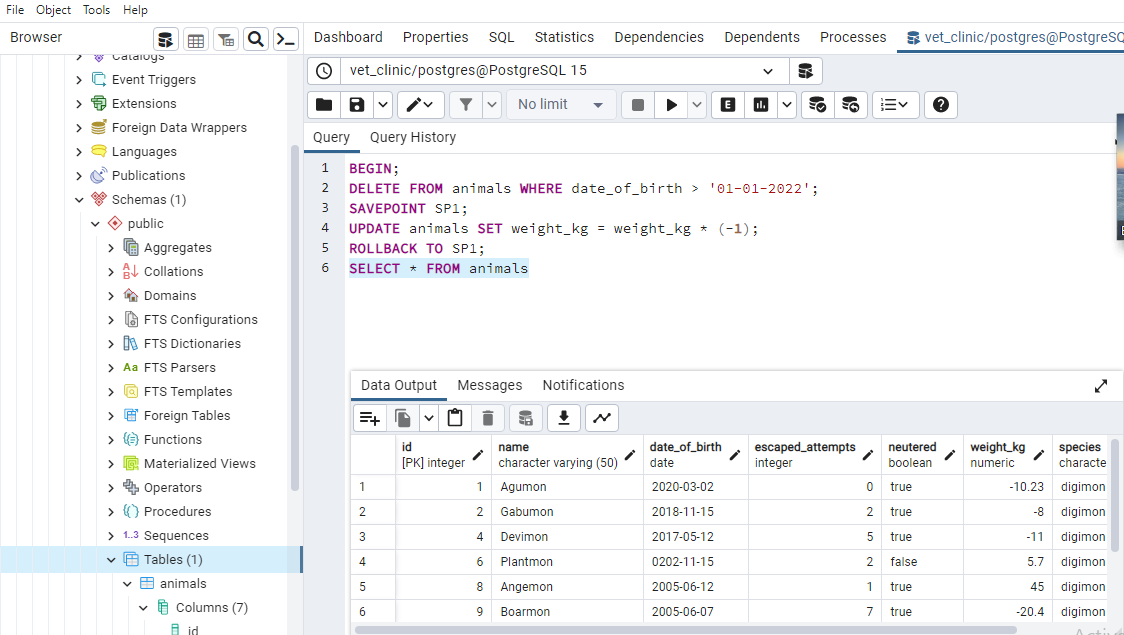 File Object Tools Help
Browser
Dashboard Properties SQL Statistics Dependencies Dependents Processes vet_clinic/postgres@PostgreSQ
Catalogs
Event Triggers
Extensions
Foreign Data Wrappers
Languages
Publications
Schemas (1)
public
Aggregates
Collations
Domains
FTS Configurations
FTS Dictionaries
Aa FTS Parsers
FTS Templates
Foreign Tables
Functions
Materialized Views
Operators
Procedures
1..3 Sequences
Tables (1)
animals
Columns (7)
id
vet_clinic/postgres@PostgreSQL 15
No limit
E
Query Query History
1 BEGIN;
2 DELETE FROM animals WHERE date_of_birth > '01-01-2022';
3 SAVEPOINT SP1;
4 UPDATE animals SET weight_kg = weight_kg * (-1);
5 ROLLBACK TO SP1;
6 SELECT * FROM animals
Data Output Messages Notifications
id name date_of_birth escaped_attempts neutered weight_kg species
[PK] integer character varying (50) date integer boolean numeric characte
1 1 Agumon 2020-03-02 0 true -10.23 digimon
2 2 Gabumon 2018-11-15 2 true -8 digimon
3 4 Devimon 2017-05-12 5 true -11 digimon
4 6 Plantmon 0202-11-15 2 false 5.7 digimon
5 8 Angemon 2005-06-12 1 true 45 digimon
6 9 Boarmon 2005-06-07 7 true -20.4 digimon